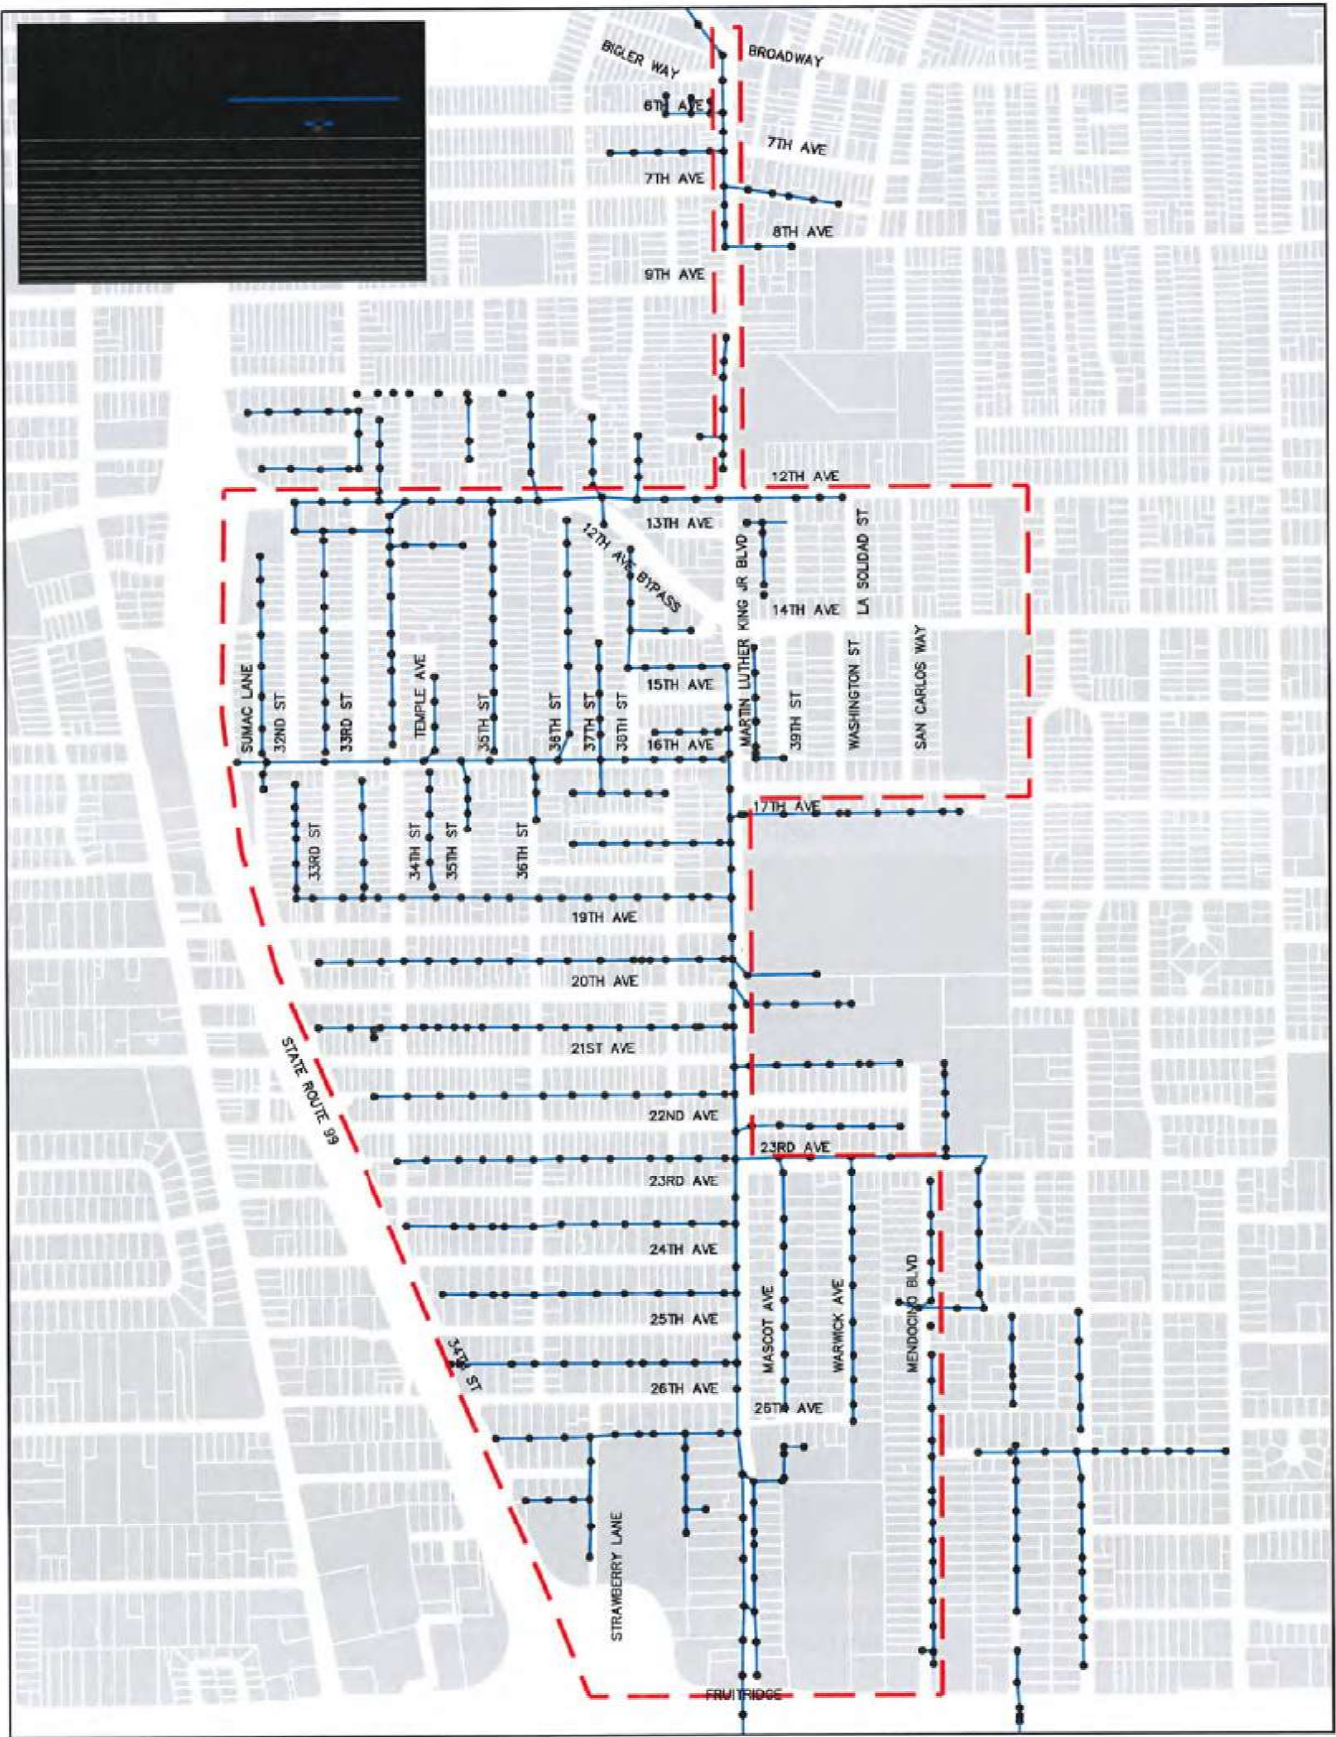 BROADWAY
BIGLER WAY
6TH AVE
7TH AVE
7TH AVE
8TH AVE
9TH AVE
12TH AVE
13TH AVE
12TH AVE BYPASS
MARTIN LUTHER KING JR BLVD
LA SOLIDAD ST
14TH AVE
SUMAC LANE
32ND ST
33RD ST
TEMPLE AVE
35TH ST
36TH ST
37TH ST
38TH ST
15TH AVE
16TH AVE
39TH ST
WASHINGTON ST
SAN CARLOS WAY
17TH AVE
33RD ST
34TH ST
35TH ST
36TH ST
19TH AVE
20TH AVE
21ST AVE
STATE ROUTE 99
22ND AVE
23RD AVE
23RD AVE
24TH AVE
25TH AVE
MASCOT AVE
WARWICK AVE
MENDOCINO BLVD
34TH ST
26TH AVE
26TH AVE
STRAWBERRY LANE
FRUITRIDGE